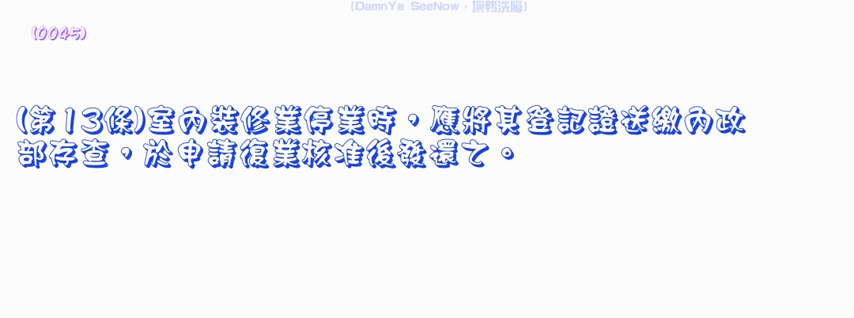 (DamnYa SeeNow,擔鴨洗腦)
(0045)
(第13條)室內裝修業停業時,應將其登記證送繳內政
部存查,於申請復業核准後發還之。